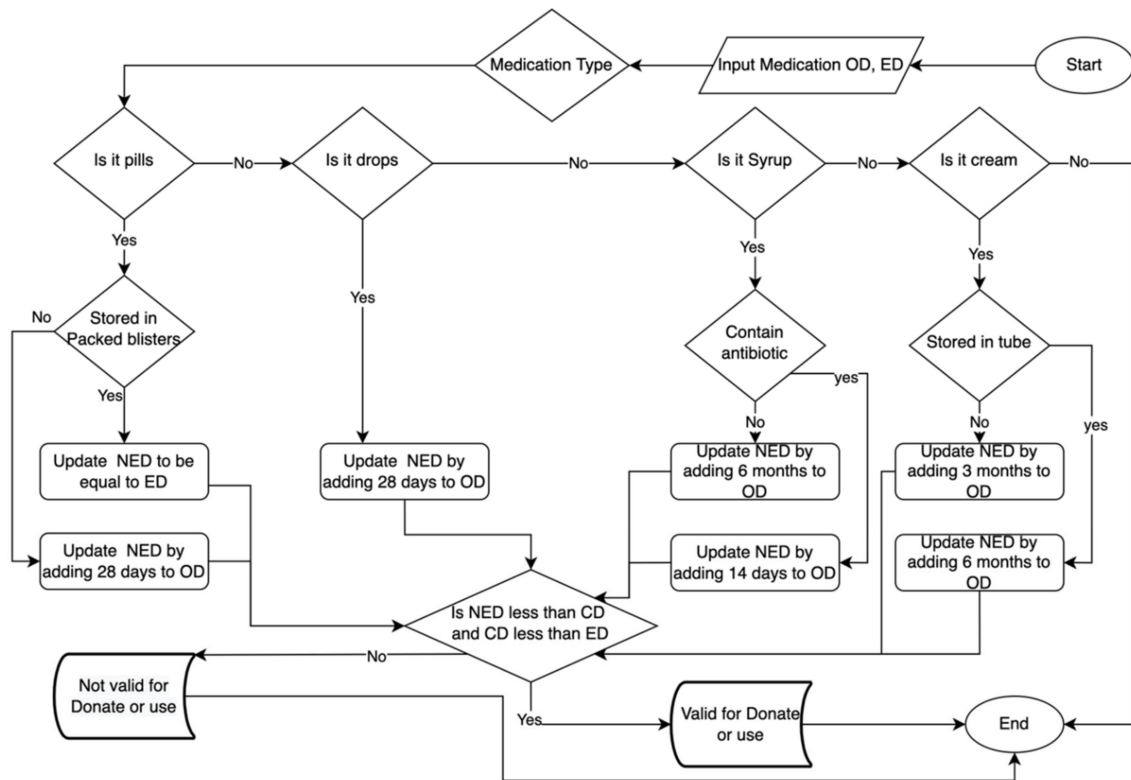 Medication Type
Input Medication OD, ED
Start
Is it pills
No
Is it drops
No
Is it Syrup
No
Is it cream
No
Yes
Yes
Yes
Yes
No
Stored in
Packed blisters
Contain
antibiotic
Stored in tube
yes
yes
Yes
No
No
Update  NED to be
equal to ED
Update NED by
adding 28 days to OD
Update NED by
adding 6 months to
OD
Update NED by
adding 3 months to
OD
Update  NED by
adding 28 days to OD
Update NED by
adding 14 days to OD
Update NED by
adding 6 months to
OD
Is NED less than CD
and CD less than ED
No
Not valid for
Donate or use
Yes
Valid for Donate
or use
End